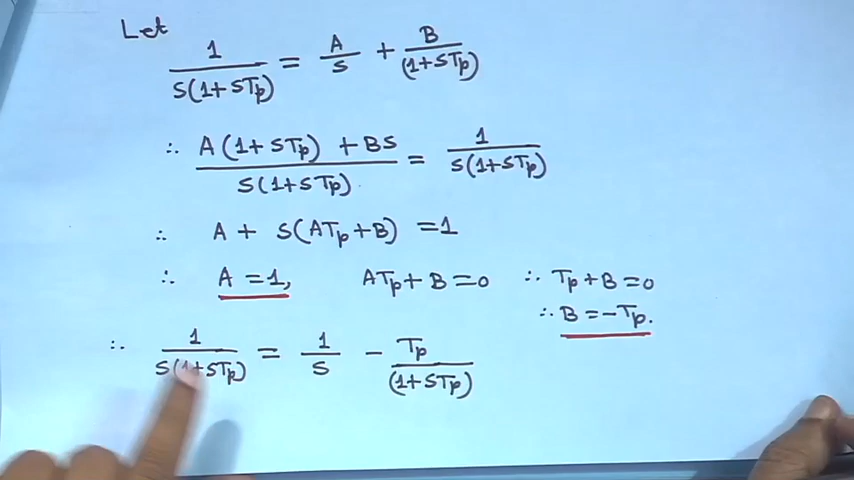 Let
1/(S(1+STp)) = A/S + B/(1+STp)
∴ (A(1+STp) + BS)/(S(1+STp)) = 1/(S(1+STp))
∴ A + S(ATp+B) = 1
∴ A = 1, ATp+B = 0 ∴ Tp+B = 0
∴ B = -Tp.
∴ 1/(S(1+STp)) = 1/S - Tp/(1+STp)